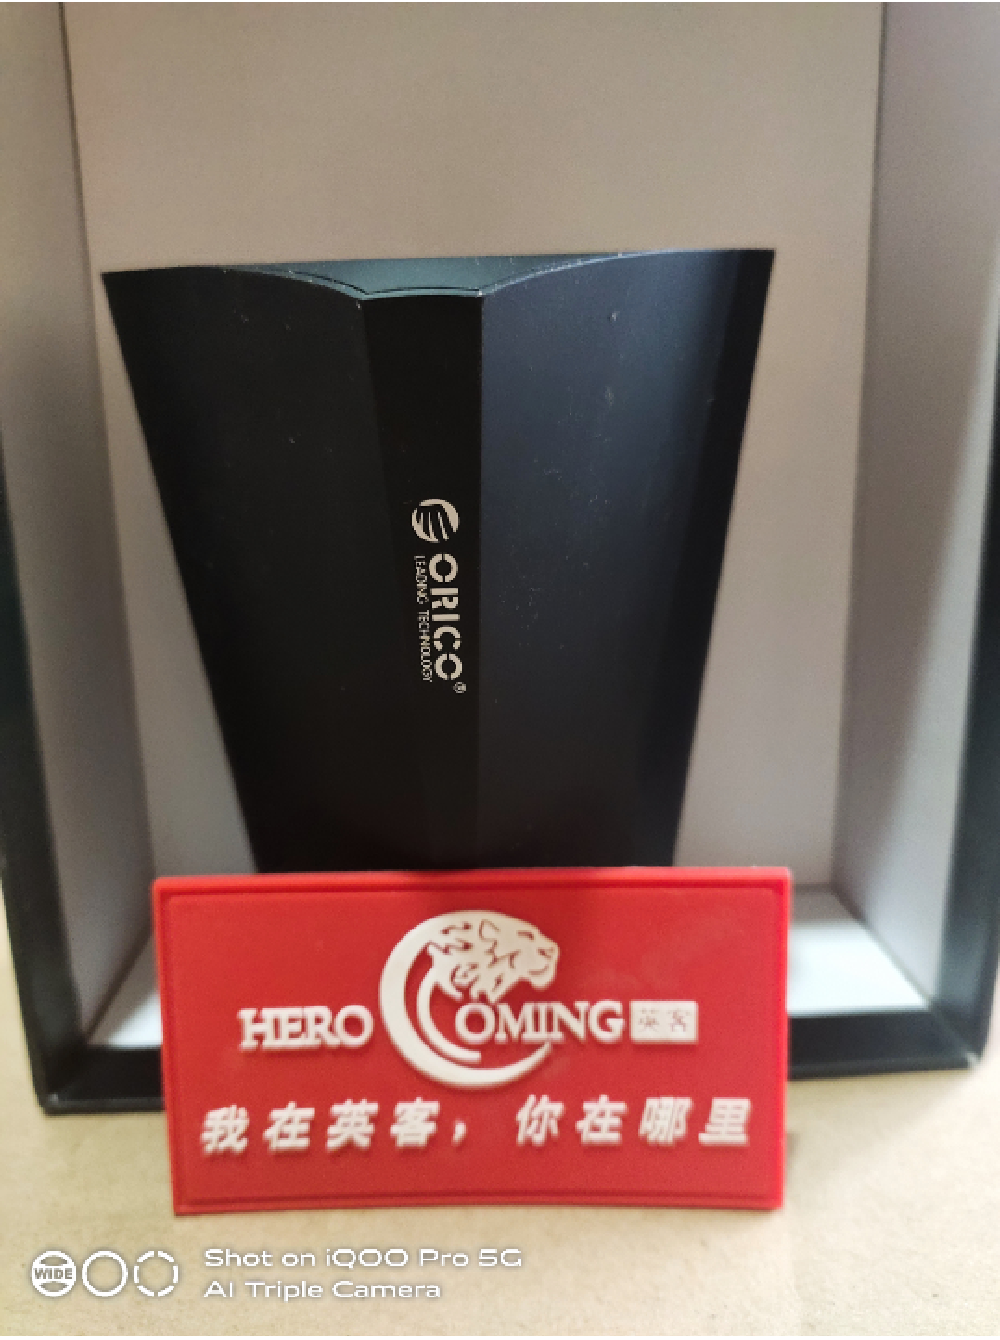 ORICO®
LEADING TECHNOLOGY
HERO COMING 英客
我在英客，你在哪里
WIDE
Shot on iQOO Pro 5G
AI Triple Camera